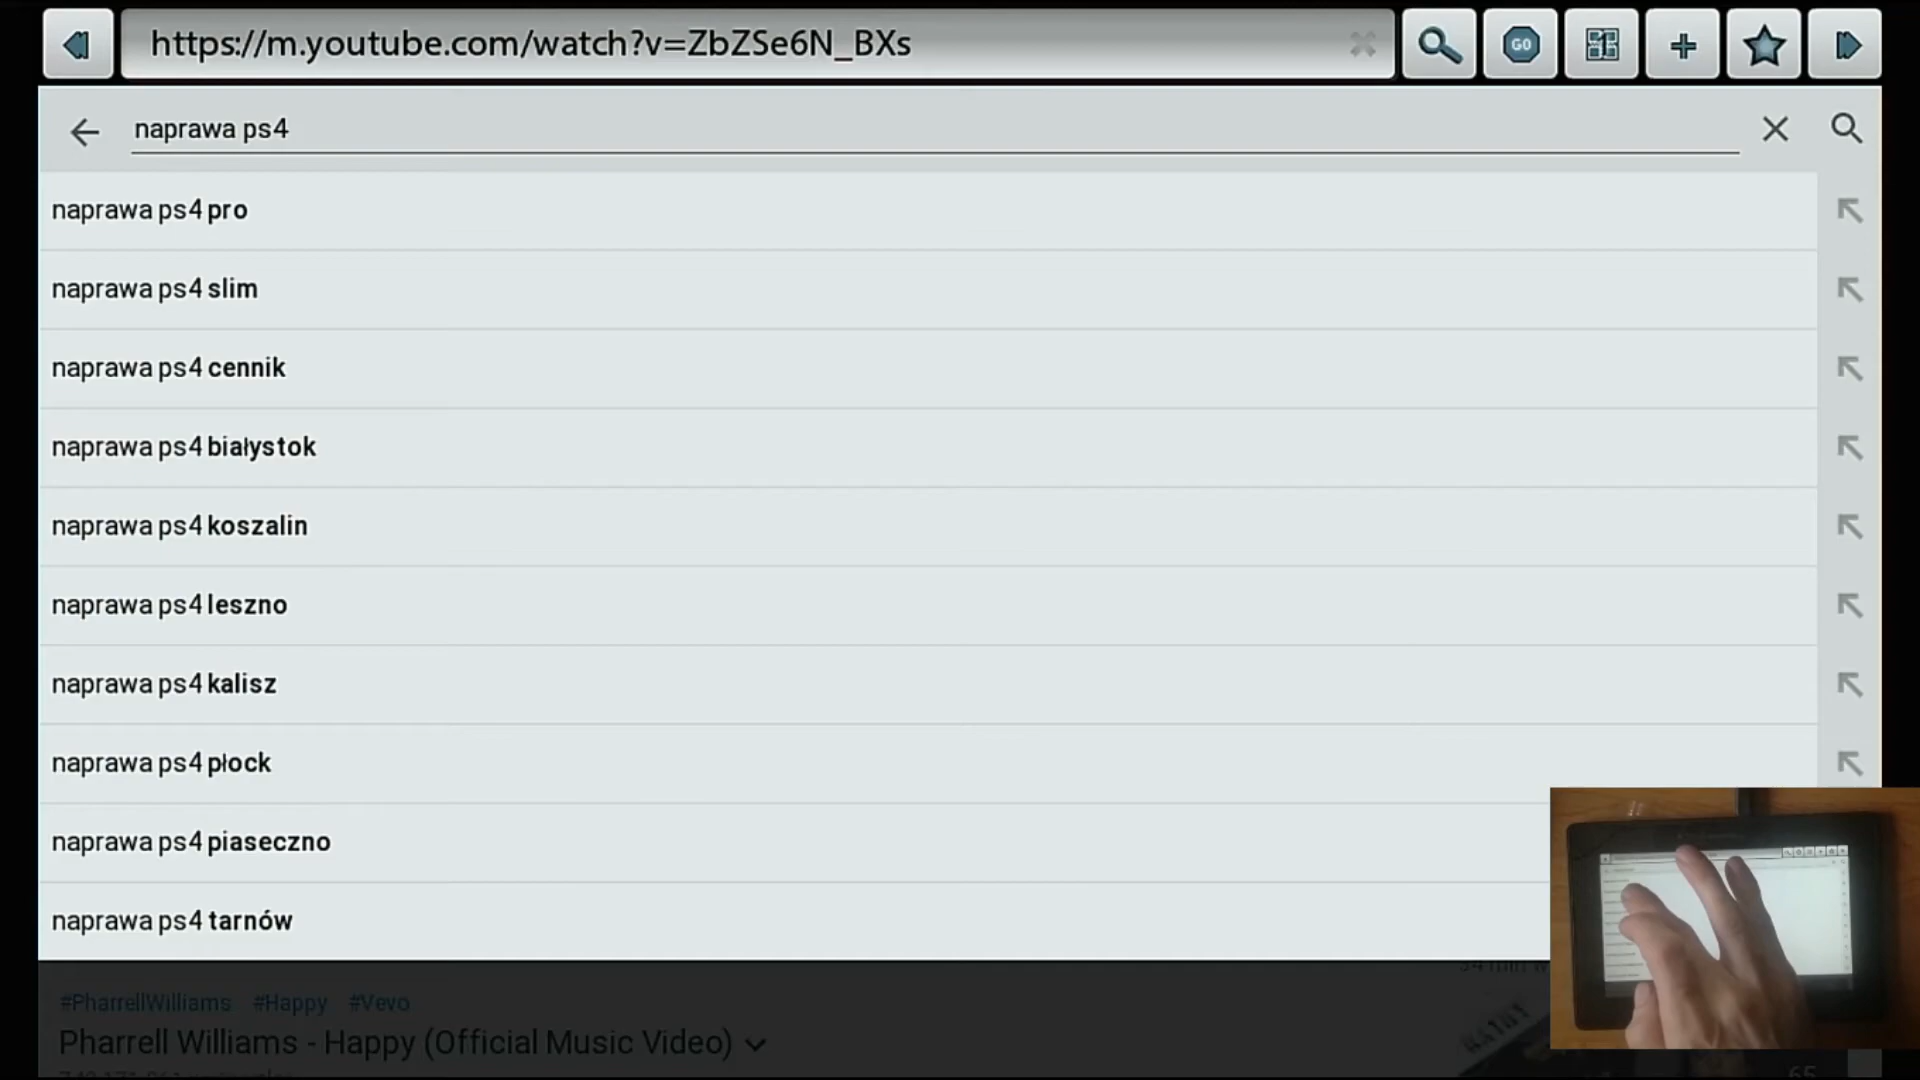 https://m.youtube.com/watch?v=ZbZSe6N_BXs
GO
1
naprawa ps4
naprawa ps4 pro
naprawa ps4 slim
naprawa ps4 cennik
naprawa ps4 białystok
naprawa ps4 koszalin
naprawa ps4 leszno
naprawa ps4 kalisz
naprawa ps4 płock
naprawa ps4 piaseczno
naprawa ps4 tarnów
#PharrellWilliams #Happy #Vevo
Pharrell Williams - Happy (Official Music Video)